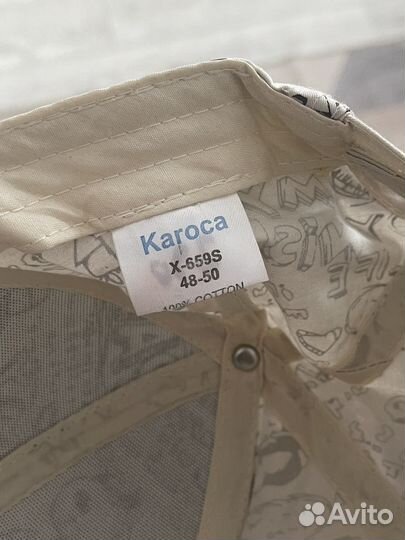 Karoca
X-659S
48-50
100% COTTON
Avito